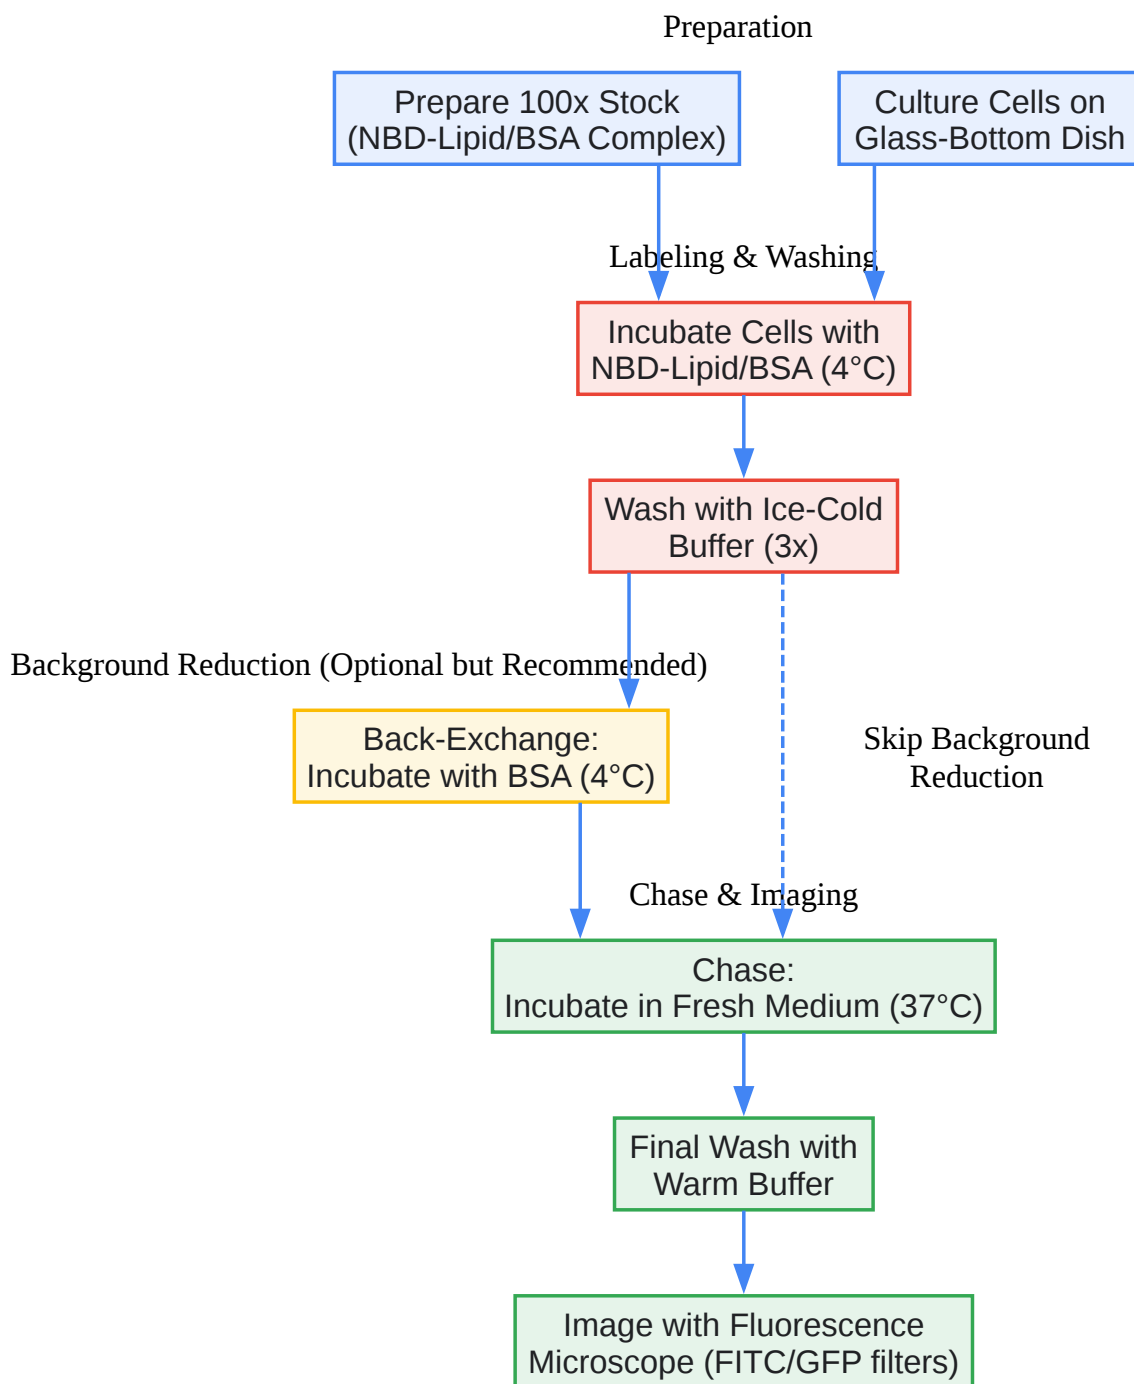 Preparation
Prepare 100x Stock
(NBD-Lipid/BSA Complex)
Culture Cells on
Glass-Bottom Dish
Labeling & Washing
Incubate Cells with
NBD-Lipid/BSA (4°C)
Wash with Ice-Cold
Buffer (3x)
Background Reduction (Optional but Recommended)
Back-Exchange:
Incubate with BSA (4°C)
Skip Background
Reduction
Chase & Imaging
Chase:
Incubate in Fresh Medium (37°C)
Final Wash with
Warm Buffer
Image with Fluorescence
Microscope (FITC/GFP filters)